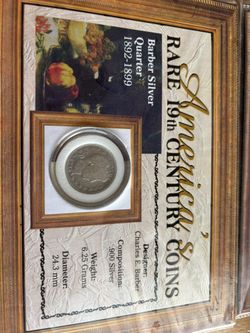 America's
RARE 19th CENTURY COINS
Barber Silver
Quarter
1892-1899
Designer:
Charles E. Barber
Composition:
.900 Silver
Weight:
6.25 Grams
Diameter:
24.3 mm